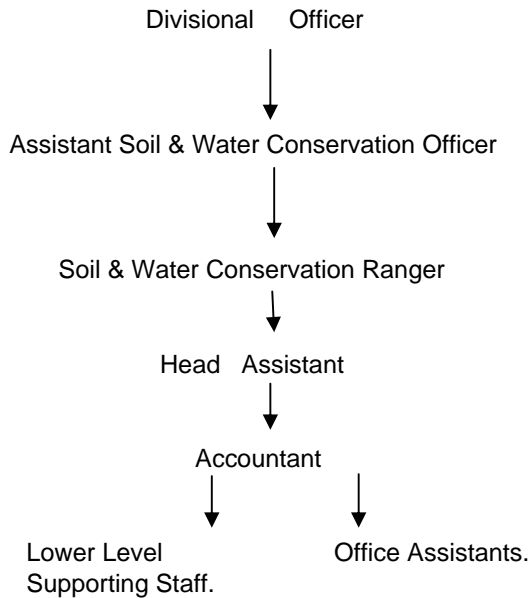 Divisional Officer
Assistant Soil & Water Conservation Officer
Soil & Water Conservation Ranger
Head Assistant
Accountant
Lower Level
Supporting Staff.
Office Assistants.